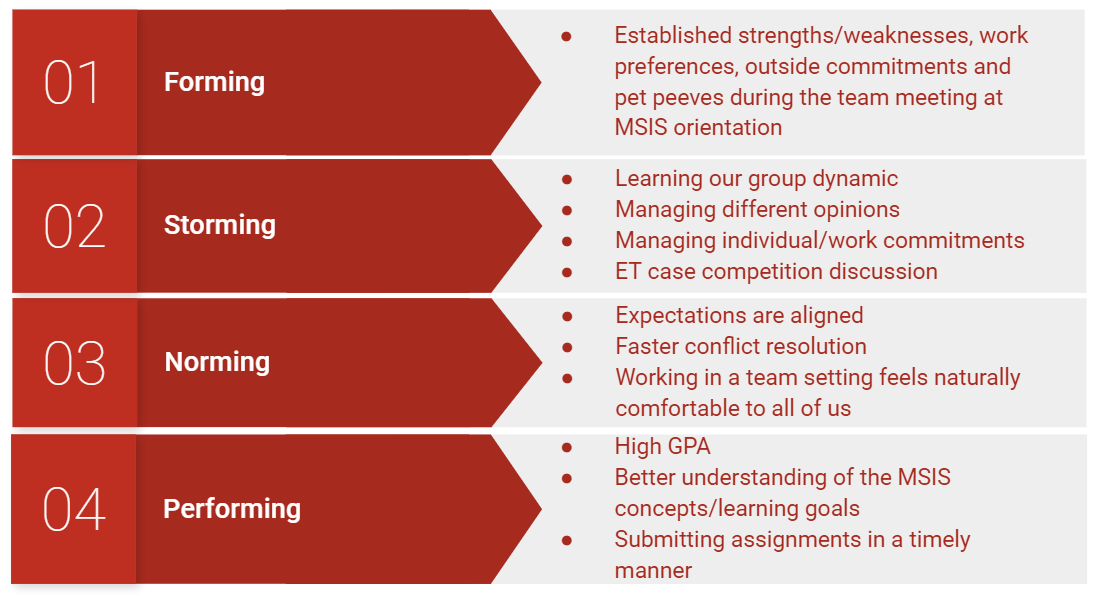 01
Forming
● Established strengths/weaknesses, work
preferences, outside commitments and
pet peeves during the team meeting at
MSIS orientation
02
Storming
● Learning our group dynamic
● Managing different opinions
● Managing individual/work commitments
● ET case competition discussion
03
Norming
● Expectations are aligned
● Faster conflict resolution
● Working in a team setting feels naturally
comfortable to all of us
04
Performing
● High GPA
● Better understanding of the MSIS
concepts/learning goals
● Submitting assignments in a timely
manner